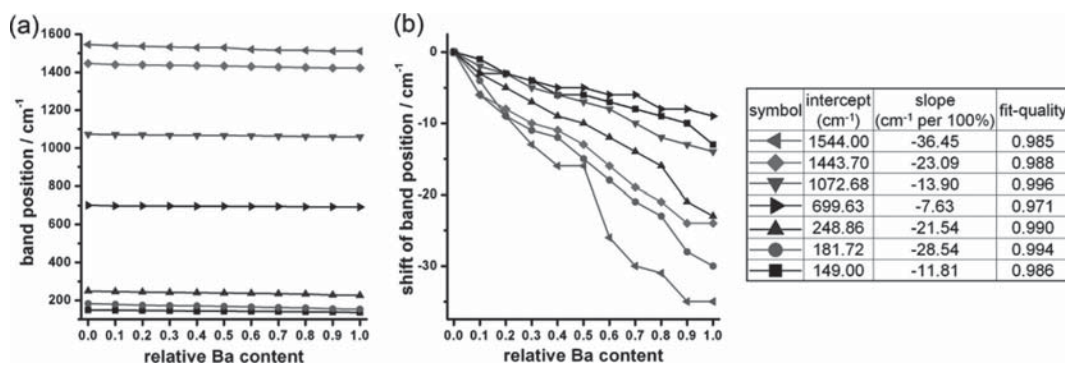 (a)
1600
1400
1200
1000
800
600
400
200
band position / cm⁻¹
0.0 0.1 0.2 0.3 0.4 0.5 0.6 0.7 0.8 0.9 1.0
relative Ba content
(b)
0
-10
-20
-30
shift of band position / cm⁻¹
0.0 0.1 0.2 0.3 0.4 0.5 0.6 0.7 0.8 0.9 1.0
relative Ba content
symbol intercept (cm⁻¹) slope (cm⁻¹ per 100%) fit-quality
1544.00 -36.45 0.985
1443.70 -23.09 0.988
1072.68 -13.90 0.996
699.63 -7.63 0.971
248.86 -21.54 0.990
181.72 -28.54 0.994
149.00 -11.81 0.986